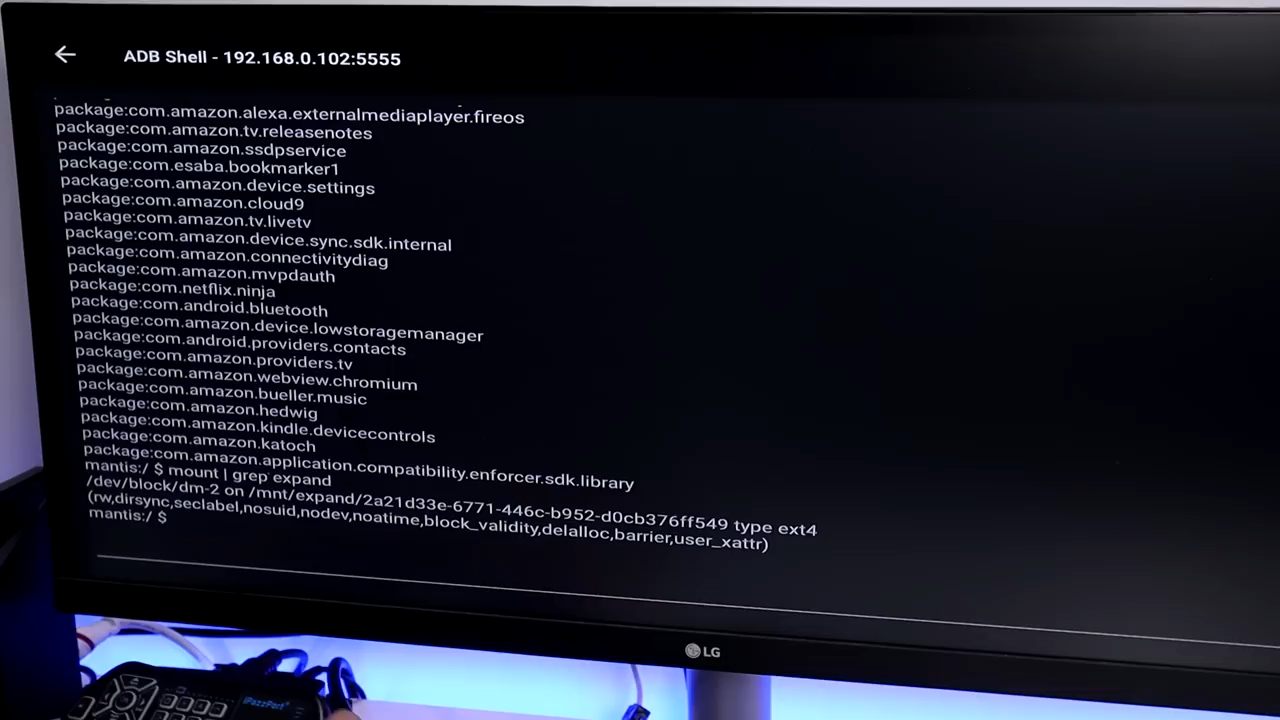 ADB Shell - 192.168.0.102:5555
package:com.amazon.alexa.externalmediaplayer.fireos
package:com.amazon.tv.releasenotes
package:com.amazon.ssdpservice
package:com.esaba.bookmarker1
package:com.amazon.device.settings
package:com.amazon.cloud9
package:com.amazon.tv.livetv
package:com.amazon.device.sync.sdk.internal
package:com.amazon.connectivitydiag
package:com.amazon.mvpdauth
package:com.netflix.ninja
package:com.android.bluetooth
package:com.amazon.device.lowstoragemanager
package:com.android.providers.contacts
package:com.amazon.providers.tv
package:com.amazon.webview.chromium
package:com.amazon.bueller.music
package:com.amazon.hedwig
package:com.amazon.kindle.devicecontrols
package:com.amazon.katoch
package:com.amazon.application.compatibility.enforcer.sdk.library
mantis:/ $ mount | grep expand
/dev/block/dm-2 on /mnt/expand/2a21d33e-6771-446c-b952-d0cb376ff549 type ext4
(rw,dirsync,seclabel,nosuid,nodev,noatime,block_validity,delalloc,barrier,user_xattr)
mantis:/ $
LG
iPazzPort